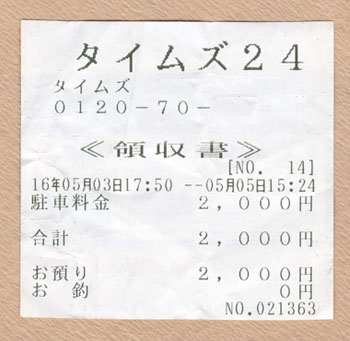 タイムズ24
タイムズ
0120-70-
≪領収書≫
[NO. 14]
16年05月03日17:50 --05月05日15:24
駐車料金 2,000円
合計 2,000円
お預り 2,000円
お釣 0円
NO.021363